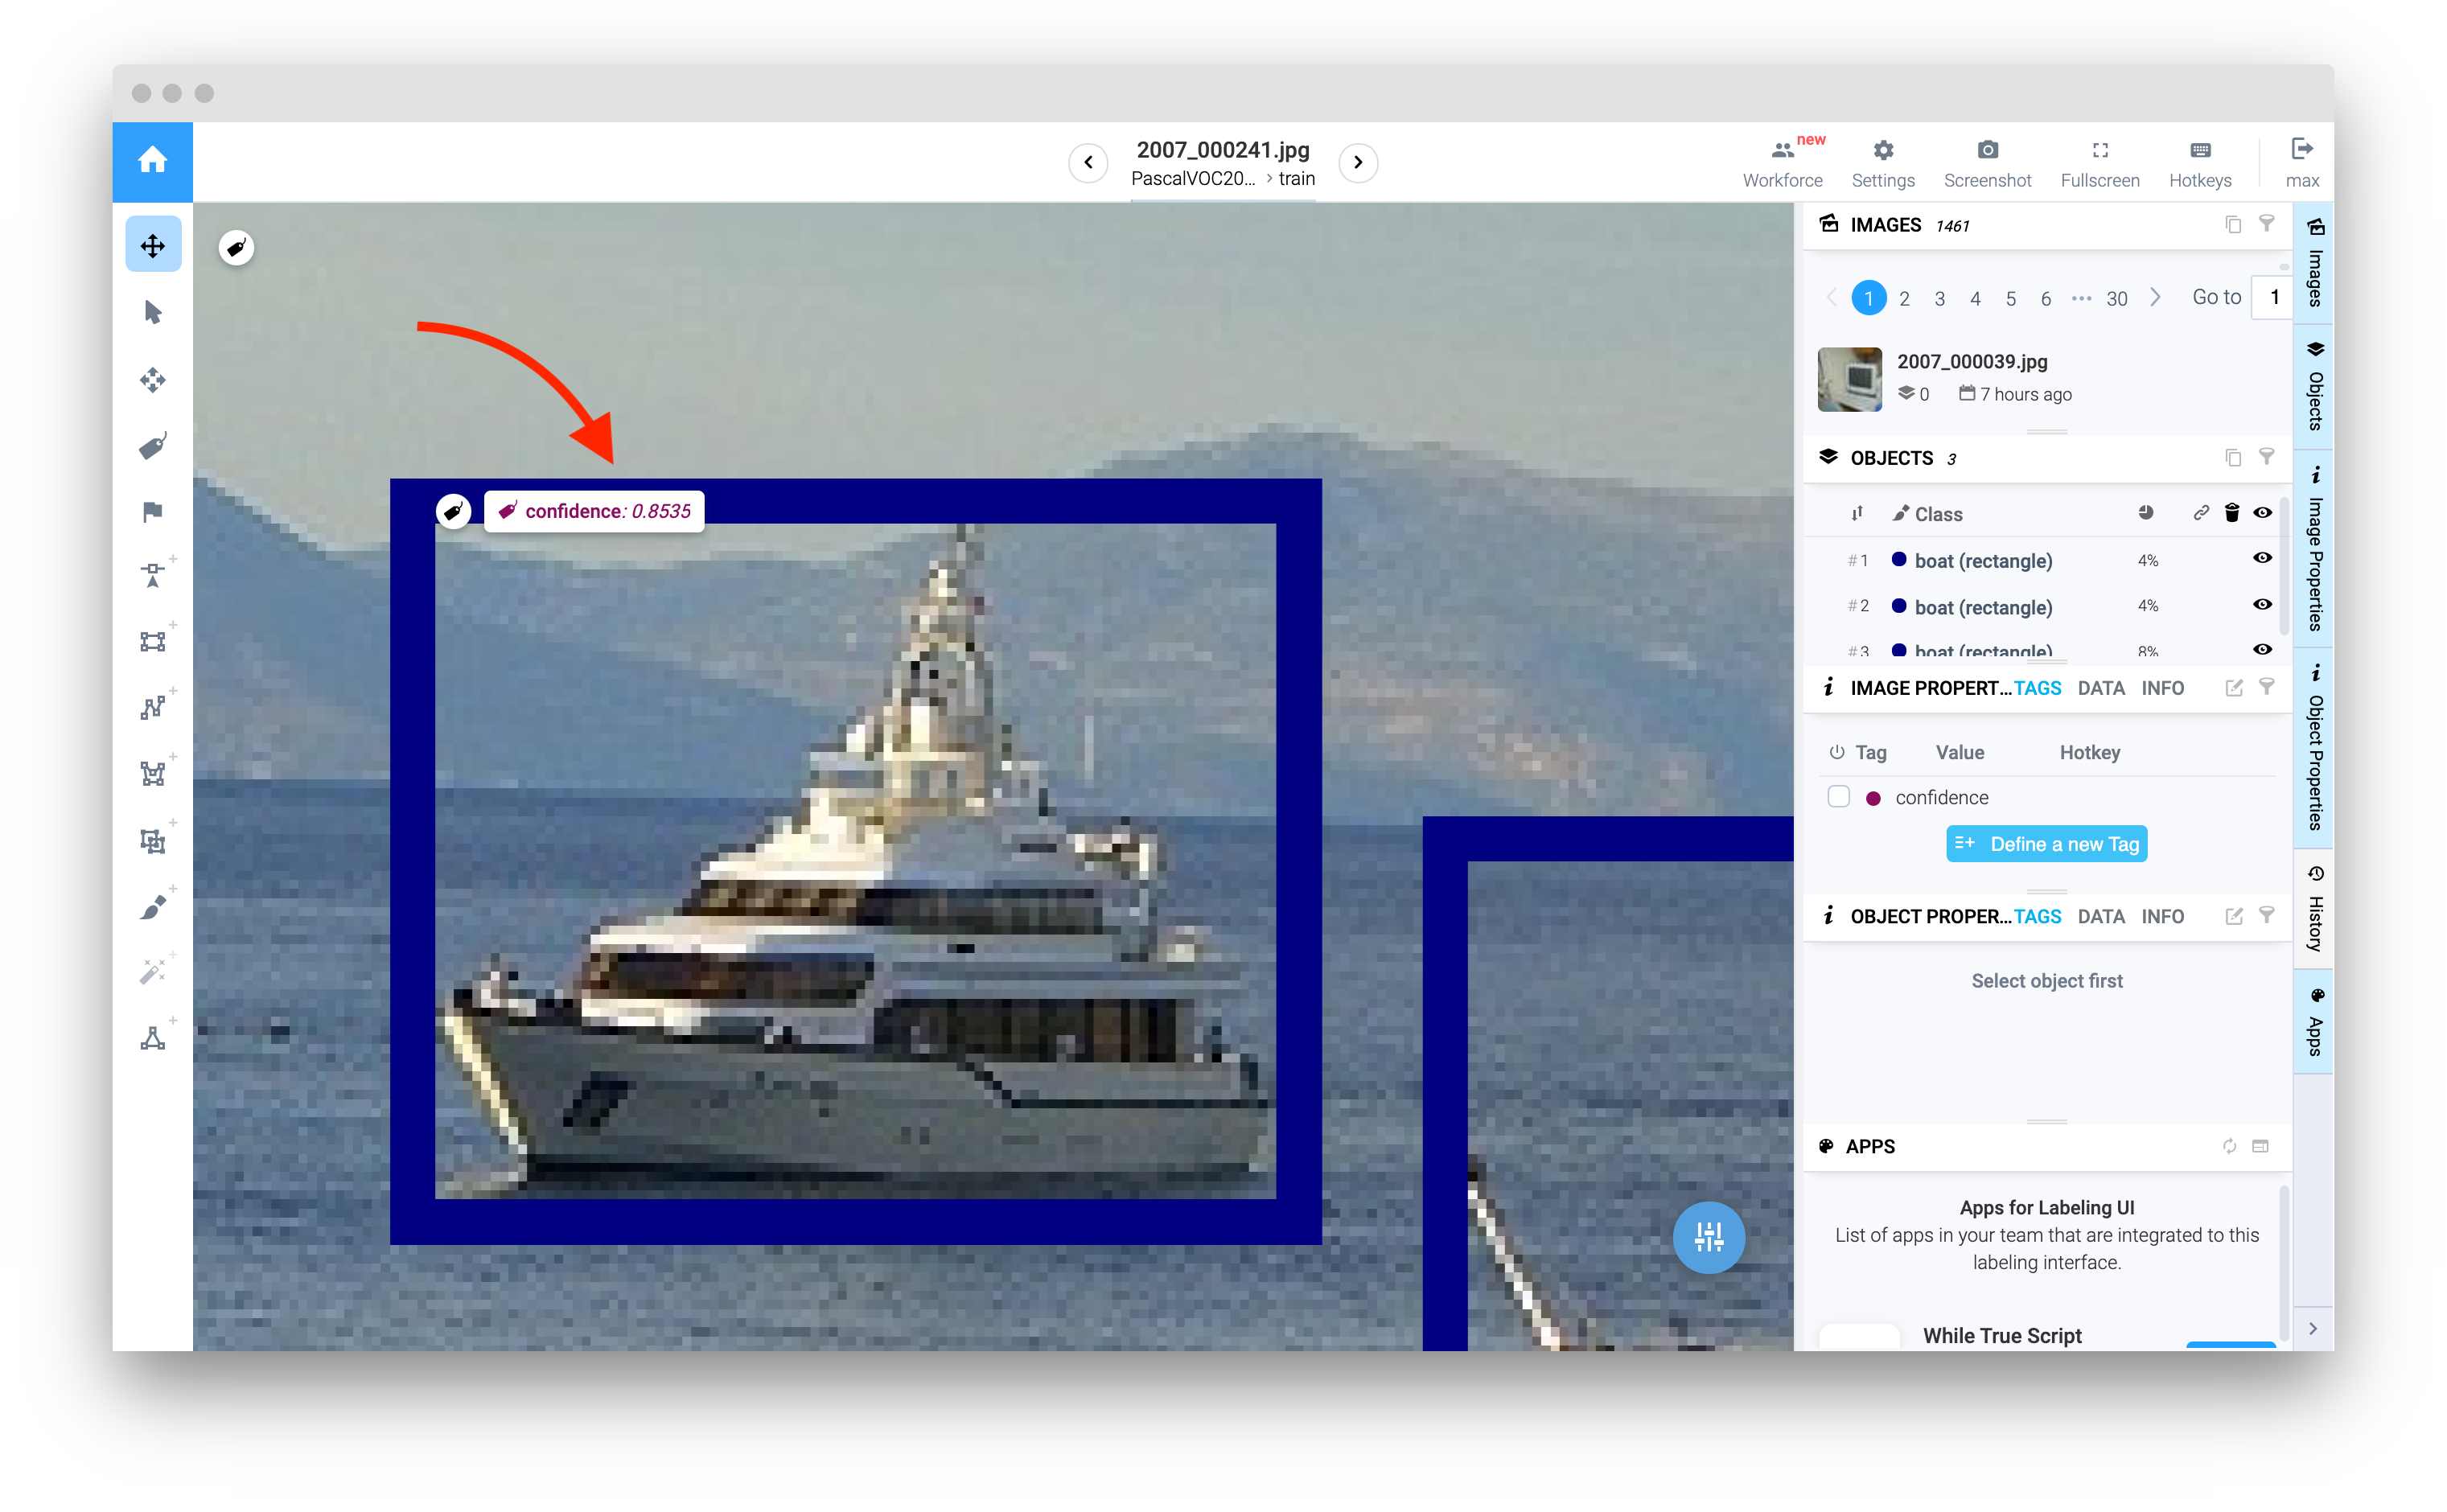 2007_000241.jpg
PascalVOC20... > train
new
Workforce
Settings
Screenshot
Fullscreen
Hotkeys
max
confidence: 0.8535
IMAGES 1461
1 2 3 4 5 6 ... 30 Go to 1
2007_000039.jpg
0 7 hours ago
OBJECTS 3
Class
#1 boat (rectangle) 4%
#2 boat (rectangle) 4%
#3 boat (rectangle) 8%
IMAGE PROPERT... TAGS DATA INFO
Tag Value Hotkey
confidence
Define a new Tag
OBJECT PROPER... TAGS DATA INFO
Select object first
APPS
Apps for Labeling UI
List of apps in your team that are integrated to this
labeling interface.
While True Script
Images
Objects
Image Properties
Object Properties
History
Apps